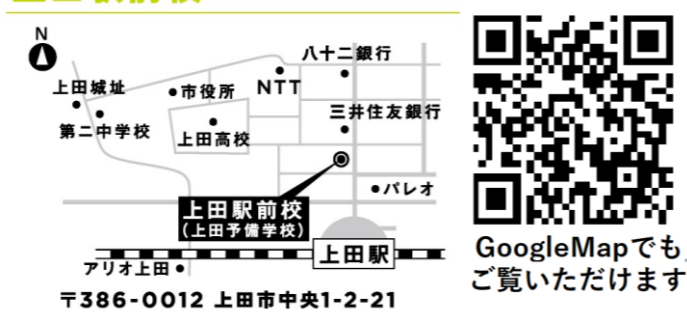 N
八十二銀行
上田城址
市役所
NTT
三井住友銀行
第二中学校
上田高校
パレオ
上田駅前校
(上田予備学校)
上田駅
アリオ上田
〒386-0012 上田市中央1-2-21
GoogleMapでも
ご覧いただけます